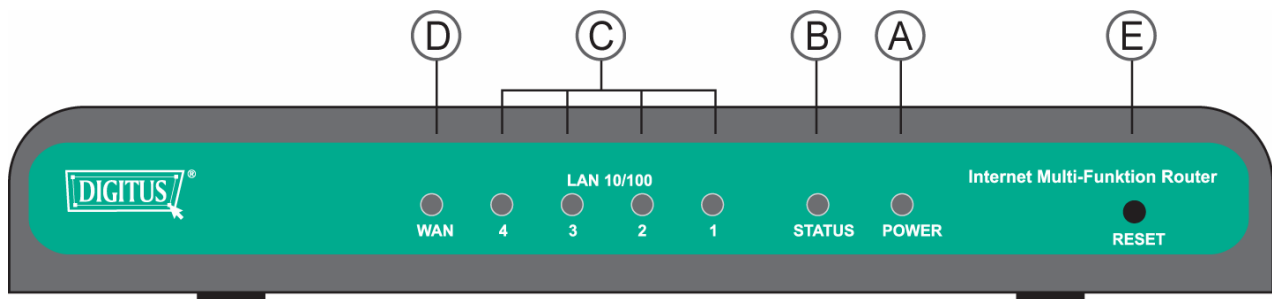 D C B A E
DIGITUS®
LAN 10/100
Internet Multi-Funktion Router
WAN 4 3 2 1 STATUS POWER
RESET